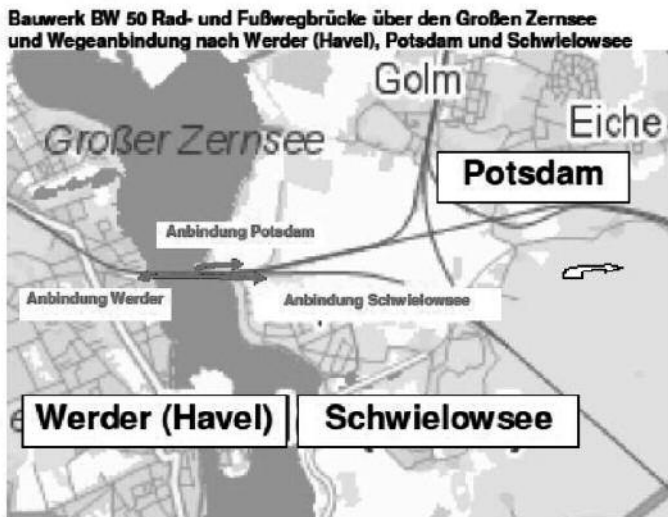 Bauwerk BW 50 Rad- und Fußwegbrücke über den Großen Zernsee
und Wegeanbindung nach Werder (Havel), Potsdam und Schwielowsee
Golm
Eiche
Großer Zernsee
Potsdam
Anbindung Potsdam
Anbindung Werder
Anbindung Schwielowsee
Werder (Havel)
Schwielowsee